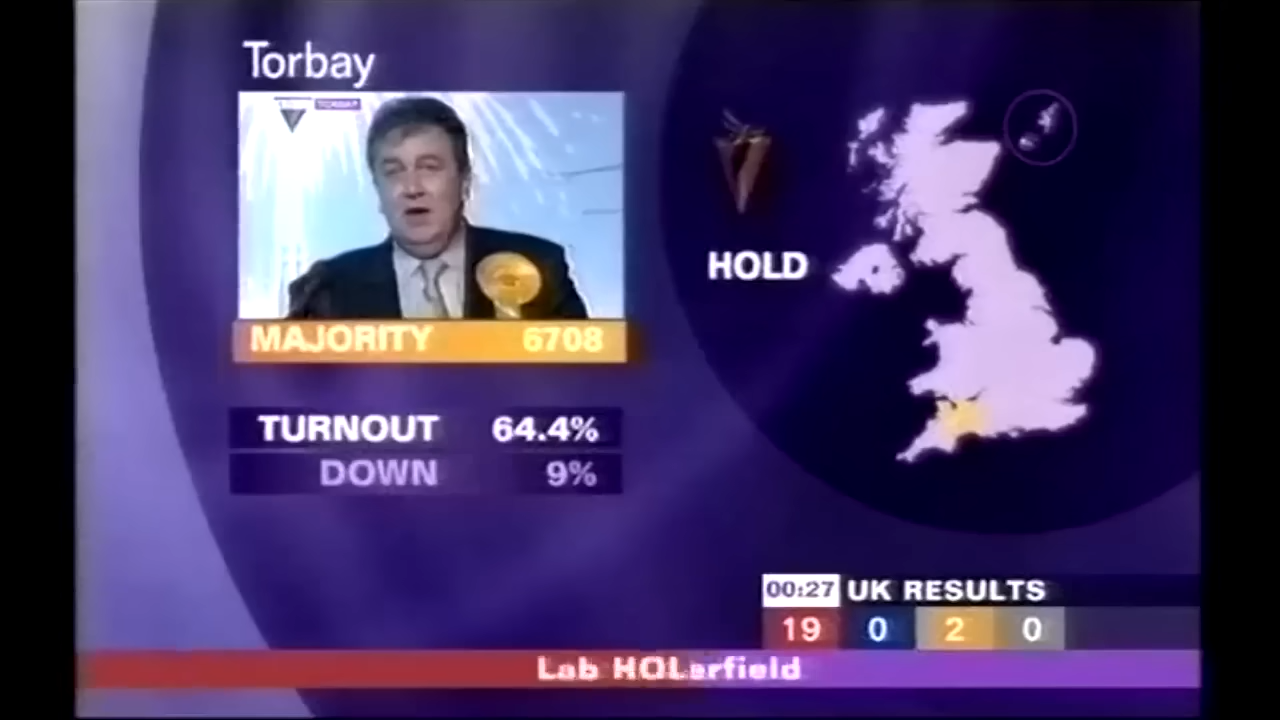 Torbay
TORBAY
MAJORITY 6708
TURNOUT 64.4%
DOWN 9%
HOLD
00:27 UK RESULTS
19 0 2 0
Lab HOLerfield